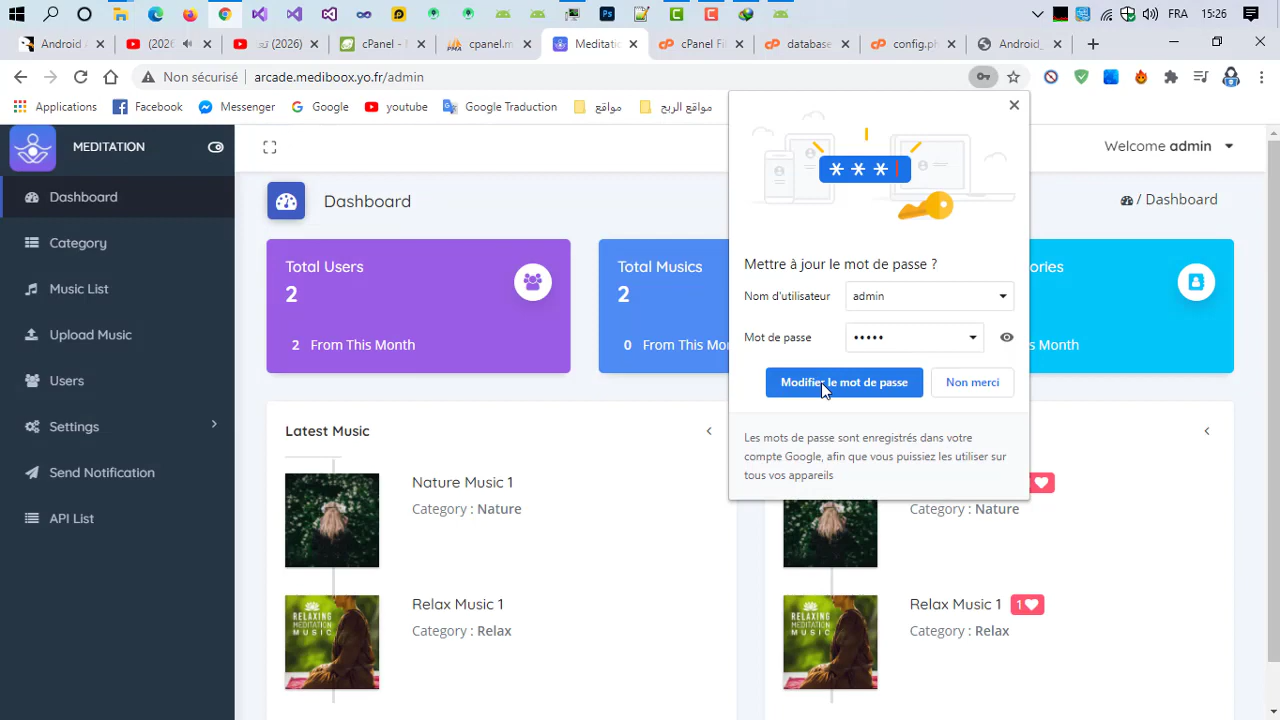 FRA 15:26
Android A
(202
(2026)
cPanel - l
cpanel.m
Meditatio
cPanel Fi
database
config.ph
Android_
Non sécurisé arcade.mediboox.yo.fr/admin
Applications Facebook Messenger Google youtube Google Traduction مواقع مواقع الربح
MEDITATION
Dashboard
Category
Music List
Upload Music
Users
Settings
Send Notification
API List
Welcome admin
Dashboard
/ Dashboard
Total Users
2
2 From This Month
Total Musics
2
0 From This Mon
ories
s Month
***
Mettre à jour le mot de passe ?
Nom d'utilisateur admin
Mot de passe •••••
Modifier le mot de passe Non merci
Les mots de passe sont enregistrés dans votre
compte Google, afin que vous puissiez les utiliser sur
tous vos appareils
Latest Music
Nature Music 1
Category : Nature
RELAXING
MEDITATION
MUSIC
Relax Music 1
Category : Relax
Category : Nature
RELAXING
MEDITATION
MUSIC
Relax Music 1 1
Category : Relax